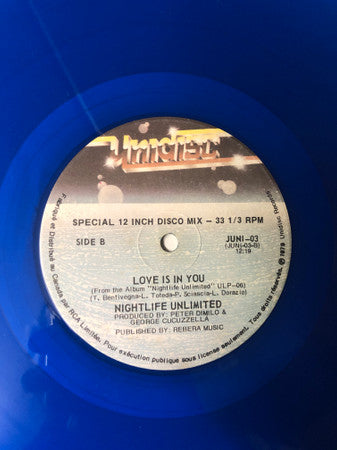 Unidisc
SPECIAL 12 INCH DISCO MIX – 33 1/3 RPM
SIDE B
JUNI-03
(JUNI-03-B)
12:19
LOVE IS IN YOU
(From the Album "Nightlife Unlimited" ULP-06)
(T. Bentivegna-L. Toteda-P. Sciascia-L. Dorazio)
NIGHTLIFE UNLIMITED
PRODUCED BY: PETER DIMILO &
GEORGE CUCUZZELLA
PUBLISHED BY: REBERA MUSIC
Fabriqué et Distribué au Canada par RCA Limitée. Pour exécution publique sous license seulement. Tous droits réservés. © 1979 Unidisc Records